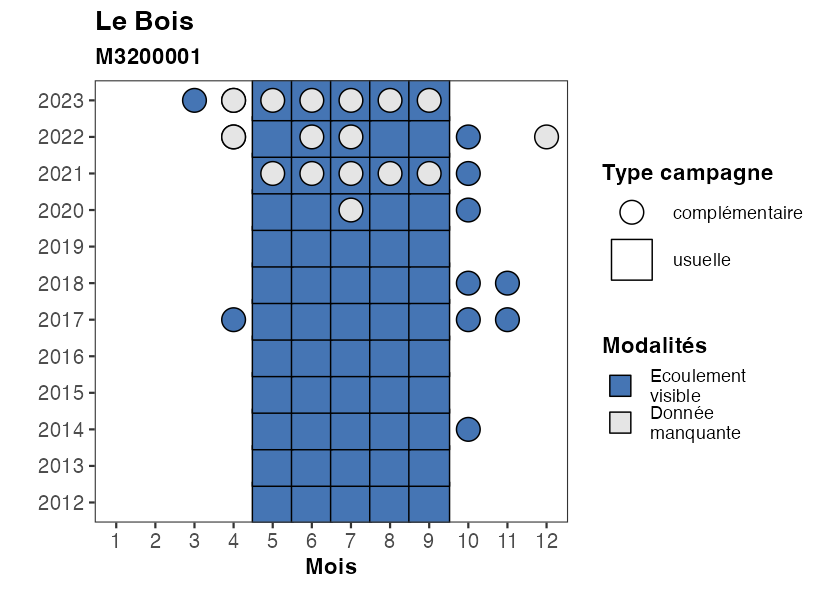 Le Bois
M3200001
2023
2022
2021
2020
2019
2018
2017
2016
2015
2014
2013
2012
1 2 3 4 5 6 7 8 9 10 11 12
Mois
Type campagne
complémentaire
usuelle
Modalités
Ecoulement
visible
Donnée
manquante